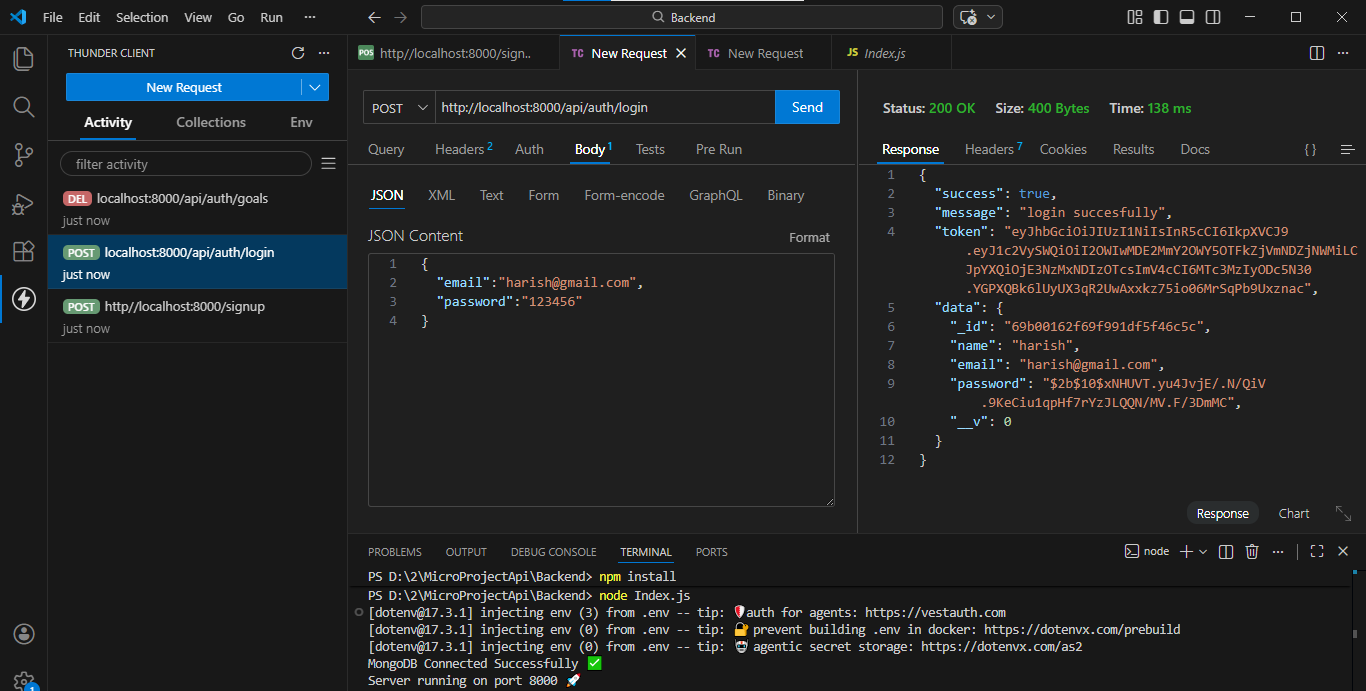 File Edit Selection View Go Run ··· Backend
THUNDER CLIENT
New Request
Activity Collections Env
filter activity
DEL localhost:8000/api/auth/goals
just now
POST localhost:8000/api/auth/login
just now
POST http//localhost:8000/signup
just now
1
POS http//localhost:8000/sign..
TC New Request
TC New Request
JS Index.js
POST http://localhost:8000/api/auth/login Send
Query Headers 2 Auth Body 1 Tests Pre Run
JSON XML Text Form Form-encode GraphQL Binary
JSON Content Format
1 {
2 "email":"harish@gmail.com",
3 "password":"123456"
4 }
Status: 200 OK Size: 400 Bytes Time: 138 ms
Response Headers 7 Cookies Results Docs { }
1 {
2 "success": true,
3 "message": "login succesfully",
4 "token": "eyJhbGciOiJIUzI1NiIsInR5cCI6IkpXVCJ9
.eyJ1c2VySWQiOiI2OWIwMDE2MmY2OWY5OTFkZjVmNDZjNWMiLC
JpYXQiOjE3NzMxNDIzOTcsImV4cCI6MTc3MzIyODc5N30
.YGPXQBk6lUyUX3qR2UwAxxkz75io06MrSqPb9Uxznac",
5 "data": {
6 "_id": "69b00162f69f991df5f46c5c",
7 "name": "harish",
8 "email": "harish@gmail.com",
9 "password": "$2b$10$xNHUVT.yu4JvjE/.N/QiV
.9KeCiu1qpHf7rYzJLQQN/MV.F/3DmMC",
10 "__v": 0
11 }
12 }
Response Chart
PROBLEMS OUTPUT DEBUG CONSOLE TERMINAL PORTS node
PS D:\2\MicroProjectApi\Backend> npm install
PS D:\2\MicroProjectApi\Backend> node Index.js
[dotenv@17.3.1] injecting env (3) from .env -- tip: 🛡️ auth for agents: https://vestauth.com
[dotenv@17.3.1] injecting env (0) from .env -- tip: 🔐 prevent building .env in docker: https://dotenvx.com/prebuild
[dotenv@17.3.1] injecting env (0) from .env -- tip: 🤖 agentic secret storage: https://dotenvx.com/as2
MongoDB Connected Successfully ✅
Server running on port 8000 🚀